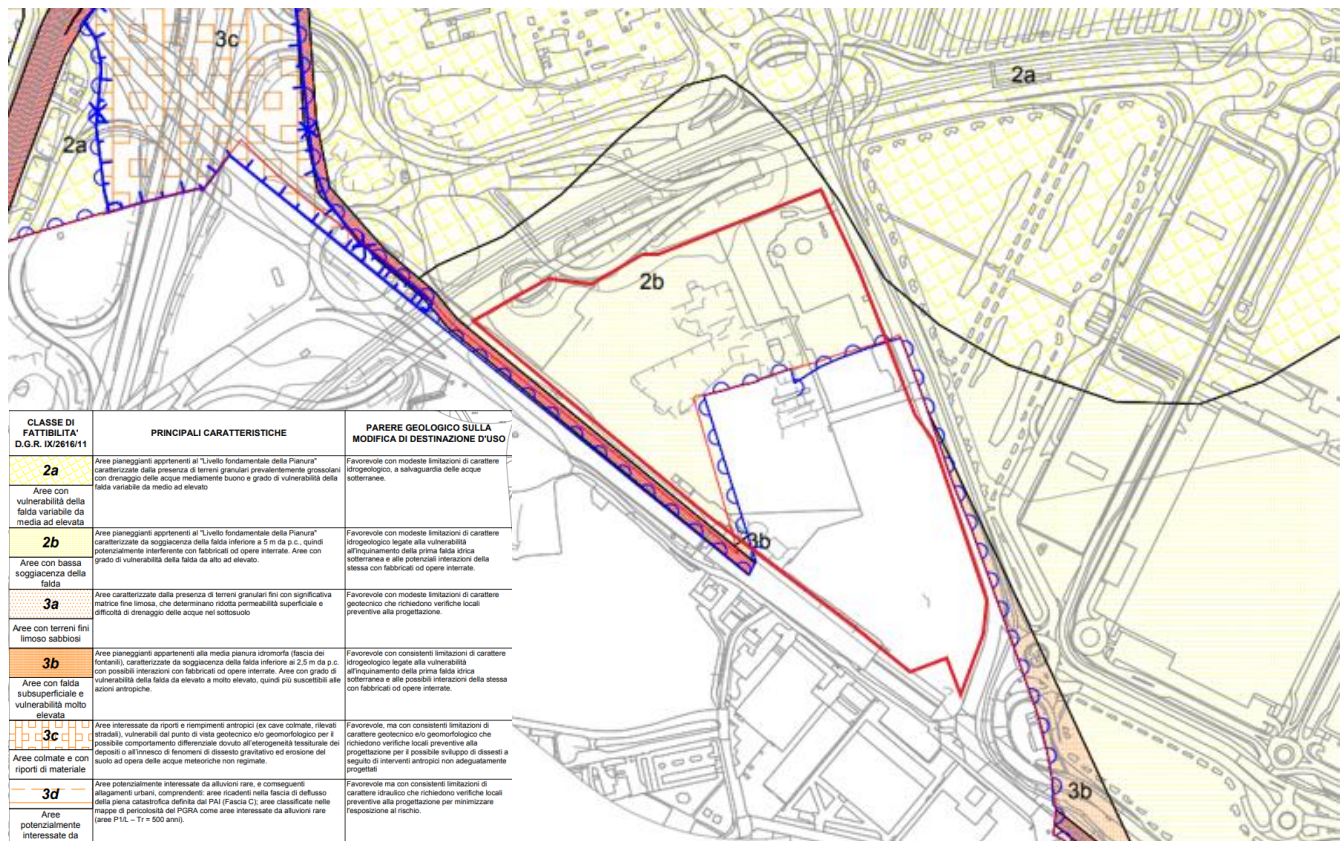 3c
2a
2a
2b
3b
3b
CLASSE DI
FATTIBILITA'
D.G.R. IX/2616/11
PRINCIPALI CARATTERISTICHE
PARERE GEOLOGICO SULLA
MODIFICA DI DESTINAZIONE D'USO
2a
Aree con
vulnerabilità della
falda variabile da
media ad elevata
Aree pianeggianti apprtenenti al "Livello fondamentale della Pianura"
caratterizzate dalla presenza di terreni granulari prevalentemente grossolani
con drenaggio delle acque mediamente buono e grado di vulnerabilità della
falda variabile da medio ad elevato
Favorevole con modeste limitazioni di carattere
idrogeologico, a salvaguardia delle acque
sotterranee.
2b
Aree con bassa
soggiacenza della
falda
Aree pianeggianti apprtenenti al "Livello fondamentale della Pianura"
caratterizzate da soggiacenza della falda inferiore a 5 m da p.c., quindi
potenzialmente interferente con fabbricati od opere interrate. Aree con
grado di vulnerabilità della falda da alto ad elevato.
Favorevole con modeste limitazioni di carattere
idrogeologico legate alla vulnerabilità
all'inquinamento della prima falda idrica
sotterranea e alle potenziali interazioni della
stessa con fabbricati od opere interrate.
3a
Aree con terreni fini
limoso sabbiosi
Aree caratterizzate dalla presenza di terreni granulari fini con significativa
matrice fine limosa, che determinano ridotta permeabilità superficiale e
difficoltà di drenaggio delle acque nel sottosuolo
Favorevole con modeste limitazioni di carattere
geotecnico che richiedono verifiche locali
preventive alla progettazione.
3b
Aree con falda
subsuperficiale e
vulnerabilità molto
elevata
Aree pianeggianti appartenenti alla media pianura idromorfa (fascia dei
fontanili), caratterizzate da soggiacenza della falda inferiore ai 2,5 m da p.c.
con possibili interazioni con fabbricati od opere interrate. Aree con grado di
vulnerabilità della falda da elevato a molto elevato, quindi più suscettibili alle
azioni antropiche.
Favorevole con consistenti limitazioni di carattere
idrogeologico legate alla vulnerabilità
all'inquinamento della prima falda idrica
sotterranea e alle possibili interazioni della stessa
con fabbricati od opere interrate.
3c
Aree colmate e con
riporti di materiale
Aree interessate da riporti e riempimenti antropici (ex cave colmate, rilevati
stradali), vulnerabili dal punto di vista geotecnico e/o geomorfologico per il
possibile comportamento differenziale dovuto all'eterogeneità tessiturale dei
depositi o all'innesco di fenomeni di dissesto gravitativo ed erosione del
suolo ad opera delle acque meteoriche non regimate.
Favorevole, ma con consistenti limitazioni di
carattere geotecnico e/o geomorfologico che
richiedono verifiche locali preventive alla
progettazione per il possibile sviluppo di dissesti a
seguito di interventi antropici non adeguatamente
progettati
3d
Aree
potenzialmente
interessate da
Aree potenzialmente interessate da alluvioni rare, e comseguenti
allagamenti urbani, comprendenti: aree ricadenti nella fascia di deflusso
della piena catastrofica definita dal PAI (Fascia C); aree classificate nelle
mappe di pericolosità del PGRA come aree interessate da alluvioni rare
(aree P1/L – Tr = 500 anni).
Favorevole ma con consistenti limitazioni di
carattere idraulico che richiedono verifiche locali
preventive alla progettazione per minimizzare
l'esposizione al rischio.